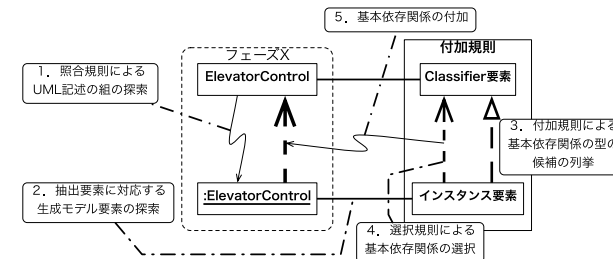 5．基本依存関係の付加
フェーズX
付加規則
1．照合規則による
UML記述の組の探索
ElevatorControl
Classifier要素
3．付加規則による
基本依存関係の型の
候補の列挙
2．抽出要素に対応する
生成モデル要素の探索
:ElevatorControl
インスタンス要素
4．選択規則による
基本依存関係の選択